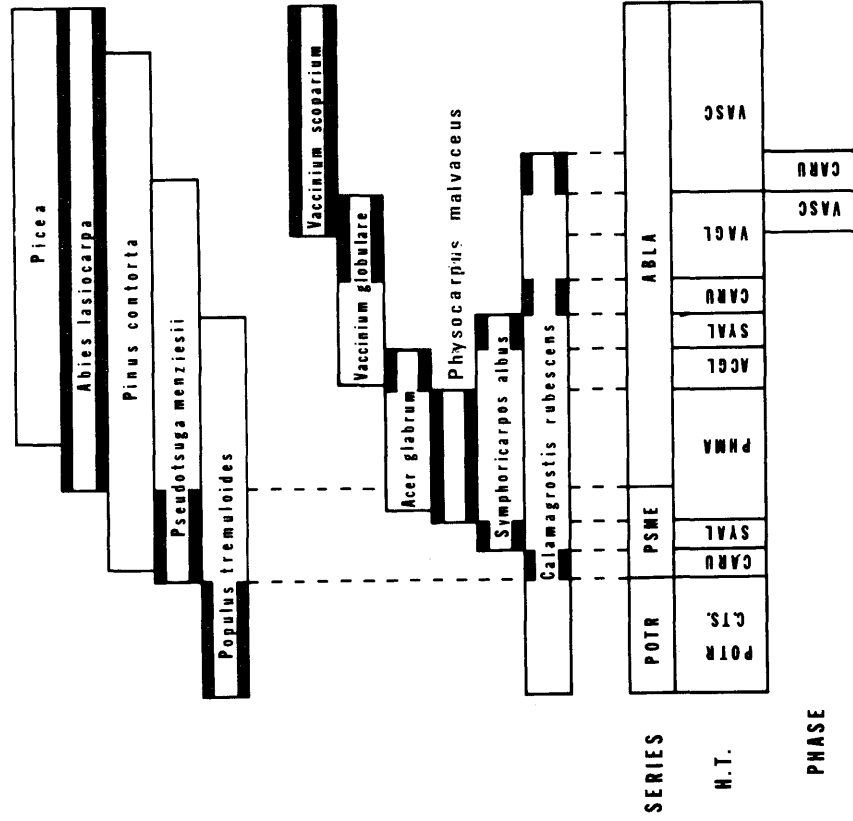 Picea
Abies lasiocarpa
Pinus contorta
Pseudotsuga menziesii
Populus tremuloides
Vaccinium scoparium
Vaccinium globulare
Acer glabrum
Physocarpus malvaceus
Symphoricarpos albus
Calamagrostis rubescens
SERIES
POTR
PSME
ABLA
H.T.
POTR
C.TS.
CARU
SYAL
PHMA
ACGL
SYAL
CARU
VAGL
VASC
PHASE
VASC
CARU